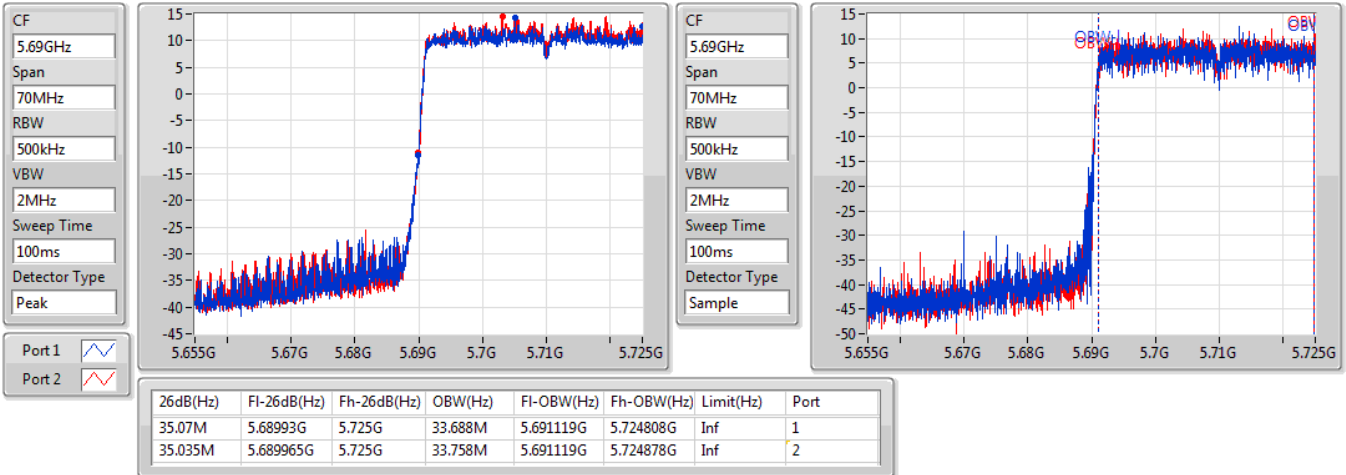 CF
5.69GHz
Span
70MHz
RBW
500kHz
VBW
2MHz
Sweep Time
100ms
Detector Type
Peak
Port 1
Port 2
15
10
5
0
-5
-10
-15
-20
-25
-30
-35
-40
-45
5.655G 5.67G 5.68G 5.69G 5.7G 5.71G 5.725G
CF
5.69GHz
Span
70MHz
RBW
500kHz
VBW
2MHz
Sweep Time
100ms
Detector Type
Sample
15
10
5
0
-5
-10
-15
-20
-25
-30
-35
-40
-45
-50
OBW
OBW
OBW
OBW
5.655G 5.67G 5.68G 5.69G 5.7G 5.71G 5.725G
26dB(Hz) Fl-26dB(Hz) Fh-26dB(Hz) OBW(Hz) Fl-OBW(Hz) Fh-OBW(Hz) Limit(Hz) Port
35.07M 5.68993G 5.725G 33.688M 5.691119G 5.724808G Inf 1
35.035M 5.689965G 5.725G 33.758M 5.691119G 5.724878G Inf 2